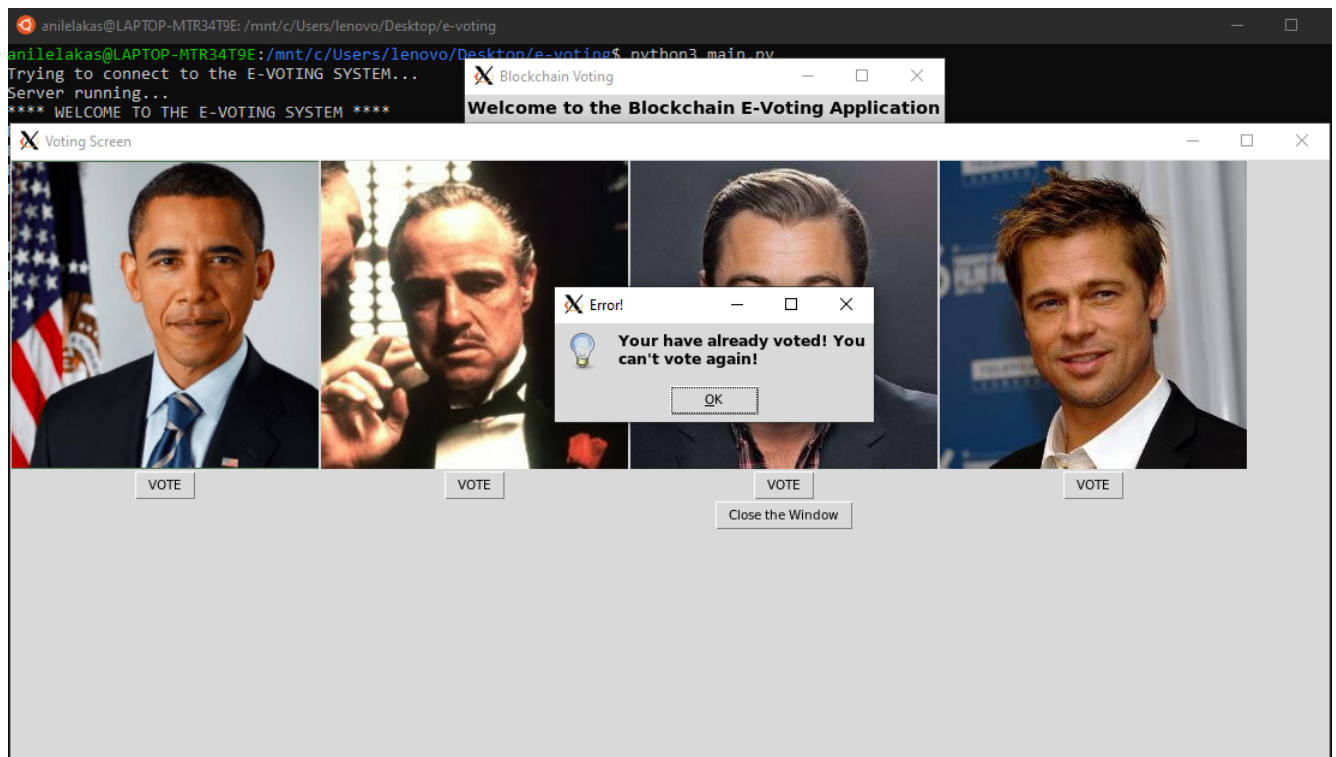 anilelakas@LAPTOP-MTR34T9E: /mnt/c/Users/lenovo/Desktop/e-voting
anilelakas@LAPTOP-MTR34T9E:/mnt/c/Users/lenovo/Desktop/e-voting$ python3 main.py
Trying to connect to the E-VOTING SYSTEM...
Server running...
**** WELCOME TO THE E-VOTING SYSTEM ****
Blockchain Voting
Welcome to the Blockchain E-Voting Application
Voting Screen
Error!
Your have already voted! You
can't vote again!
OK
VOTE VOTE VOTE VOTE
Close the Window